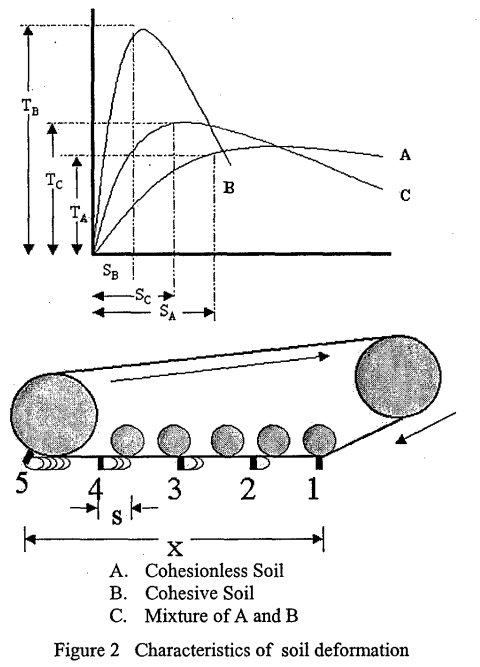 T_B
T_C
T_A
A
B
C
S_B
S_C
S_A
5 4 3 2 1
S
X
A. Cohesionless Soil
B. Cohesive Soil
C. Mixture of A and B
Figure 2 Characteristics of soil deformation